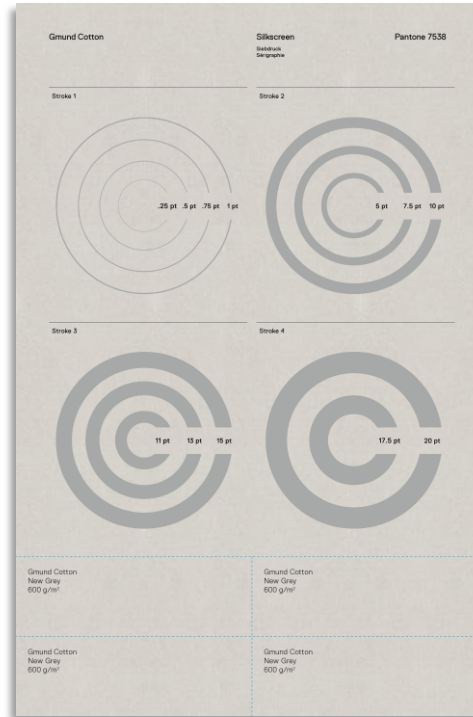 Gmund Cotton
Silkscreen
Siebdruck
Sérigraphie
Pantone 7538
Stroke 1
.25 pt .5 pt .75 pt 1 pt
Stroke 2
5 pt 7.5 pt 10 pt
Stroke 3
11 pt 13 pt 15 pt
Stroke 4
17.5 pt 20 pt
Gmund Cotton
New Grey
600 g/m²
Gmund Cotton
New Grey
600 g/m²
Gmund Cotton
New Grey
600 g/m²
Gmund Cotton
New Grey
600 g/m²